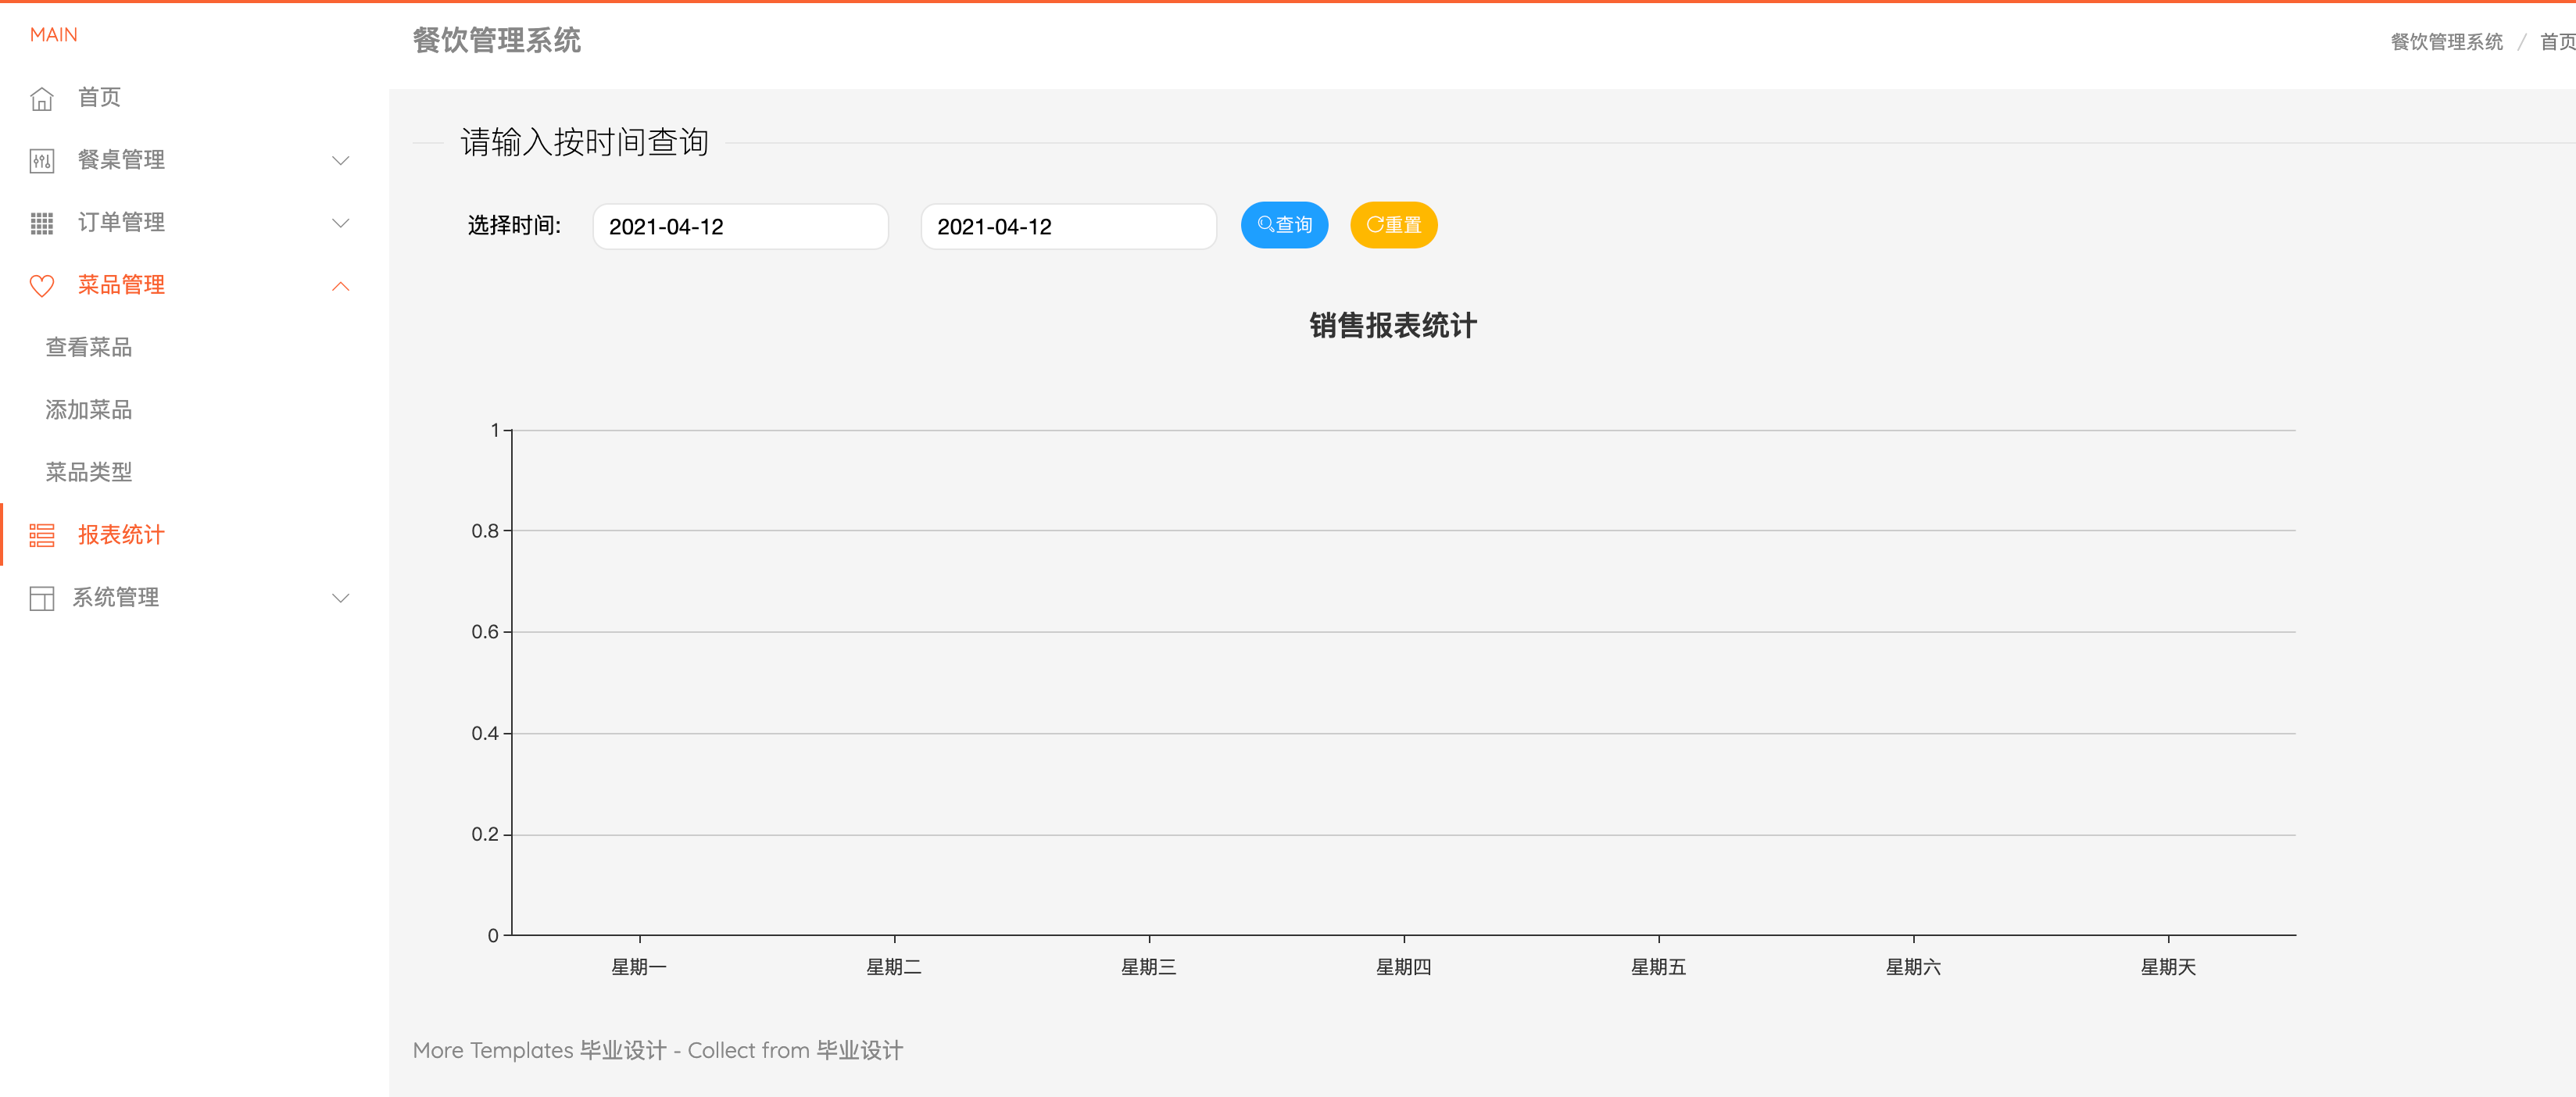 MAIN
首页
餐桌管理
订单管理
菜品管理
查看菜品
添加菜品
菜品类型
报表统计
系统管理
餐饮管理系统
餐饮管理系统 / 首页
请输入按时间查询
选择时间: 2021-04-12 2021-04-12 查询 重置
销售报表统计
1
0.8
0.6
0.4
0.2
0
星期一 星期二 星期三 星期四 星期五 星期六 星期天
More Templates 毕业设计 - Collect from 毕业设计